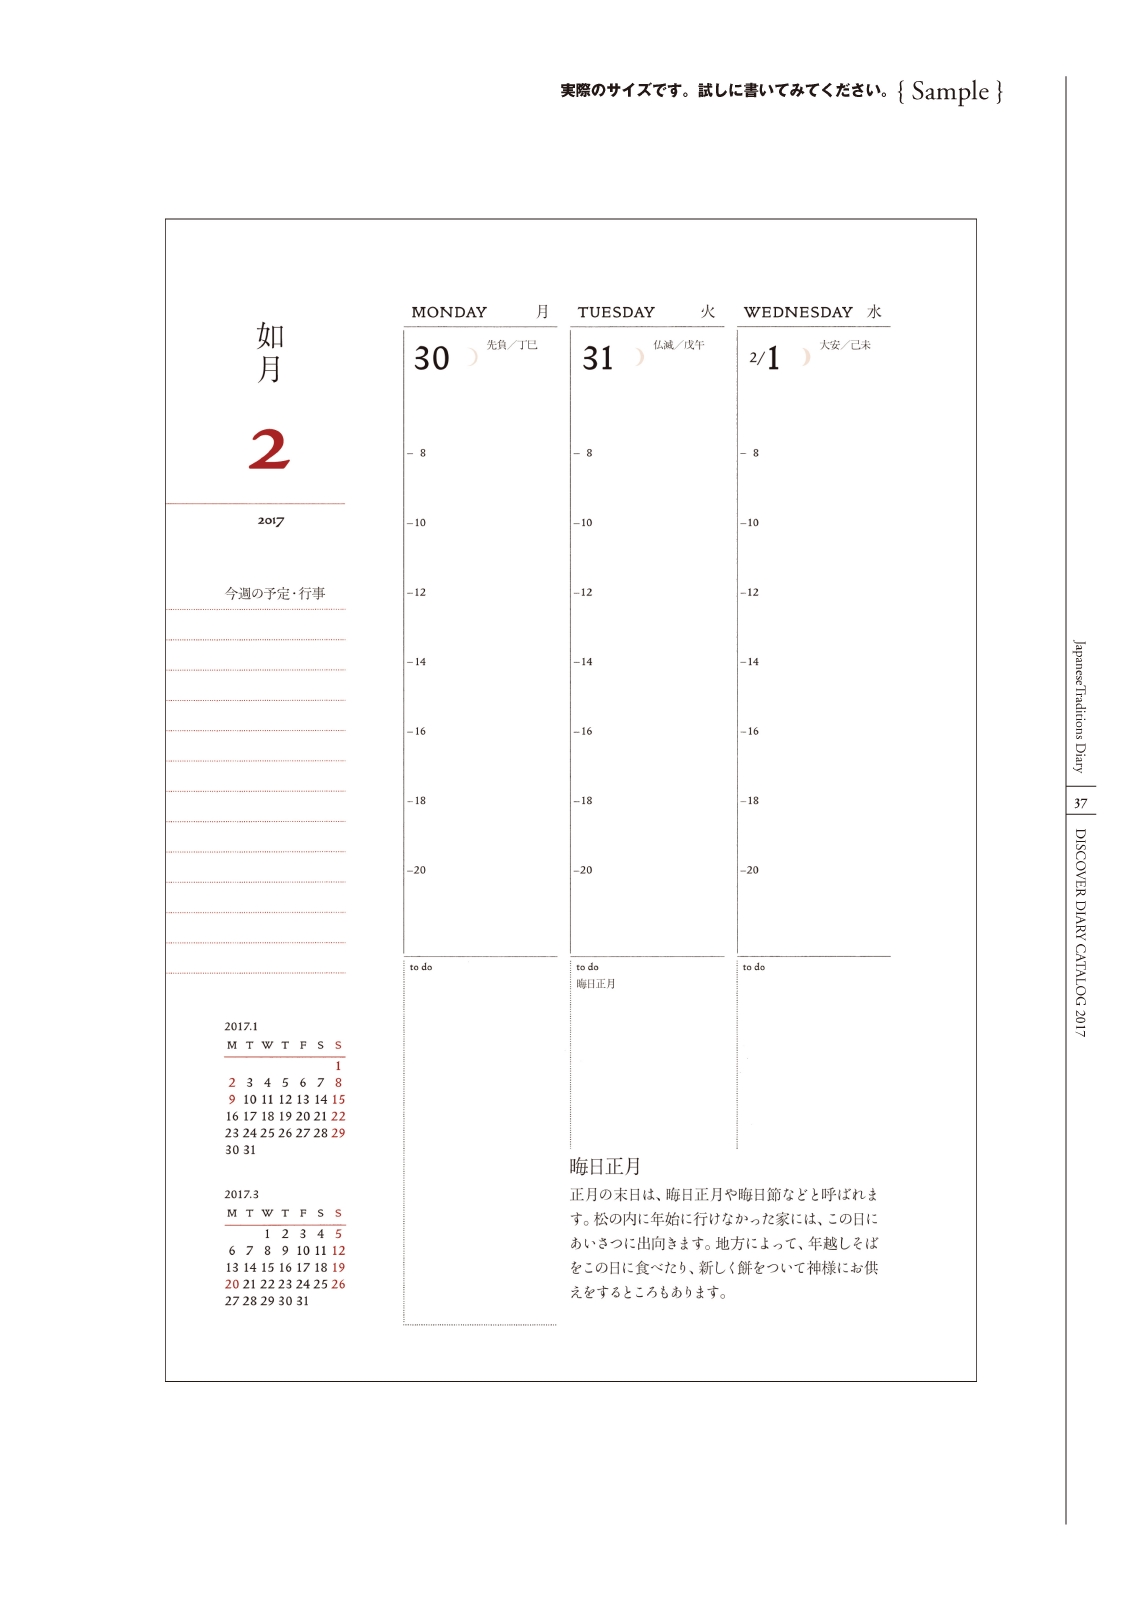 実際のサイズです。試しに書いてみてください。{ Sample }
如月
2
2017
今週の予定・行事
2017.1
M T W T F S S
1
2 3 4 5 6 7 8
9 10 11 12 13 14 15
16 17 18 19 20 21 22
23 24 25 26 27 28 29
30 31
2017.3
M T W T F S S
1 2 3 4 5
6 7 8 9 10 11 12
13 14 15 16 17 18 19
20 21 22 23 24 25 26
27 28 29 30 31
MONDAY 月
30 先負／丁巳
8
10
12
14
16
18
20
to do
TUESDAY 火
31 仏滅／戊午
8
10
12
14
16
18
20
to do
晦日正月
WEDNESDAY 水
2/1 大安／己未
8
10
12
14
16
18
20
to do
晦日正月
正月の末日は、晦日正月や晦日節などと呼ばれま
す。松の内に年始に行けなかった家には、この日に
あいさつに出向きます。地方によって、年越しそば
をこの日に食べたり、新しく餅をついて神様にお供
えをするところもあります。
JapaneseTraditions Diary
37
DISCOVER DIARY CATALOG 2017